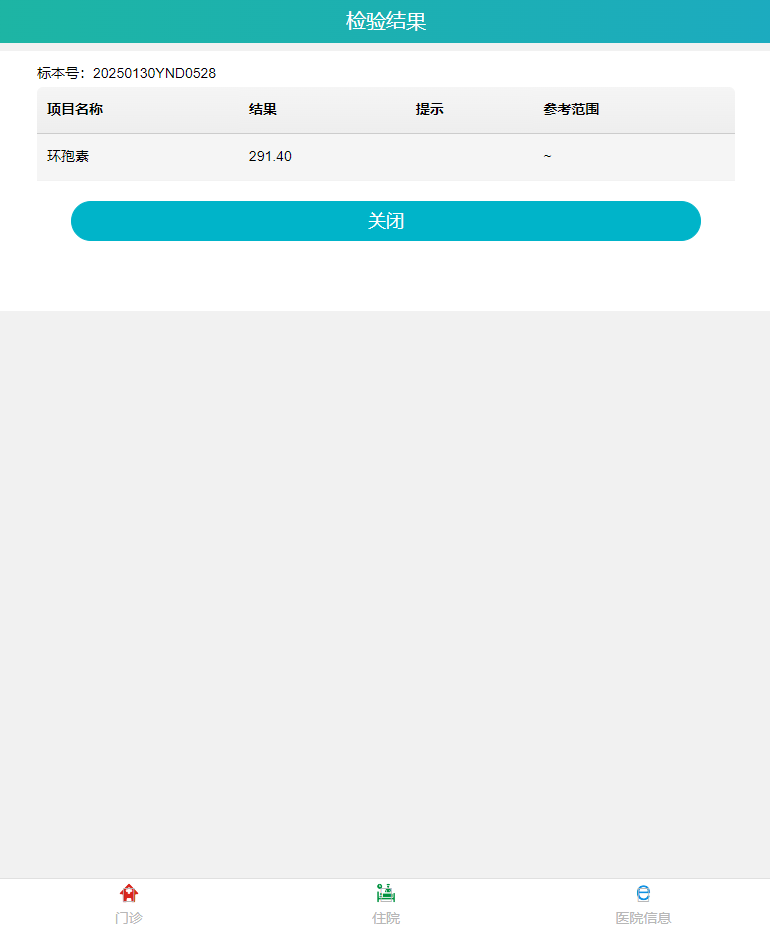 检验结果
标本号：20250130YND0528
项目名称 结果 提示 参考范围
环孢素 291.40 ~
关闭
门诊 住院 医院信息